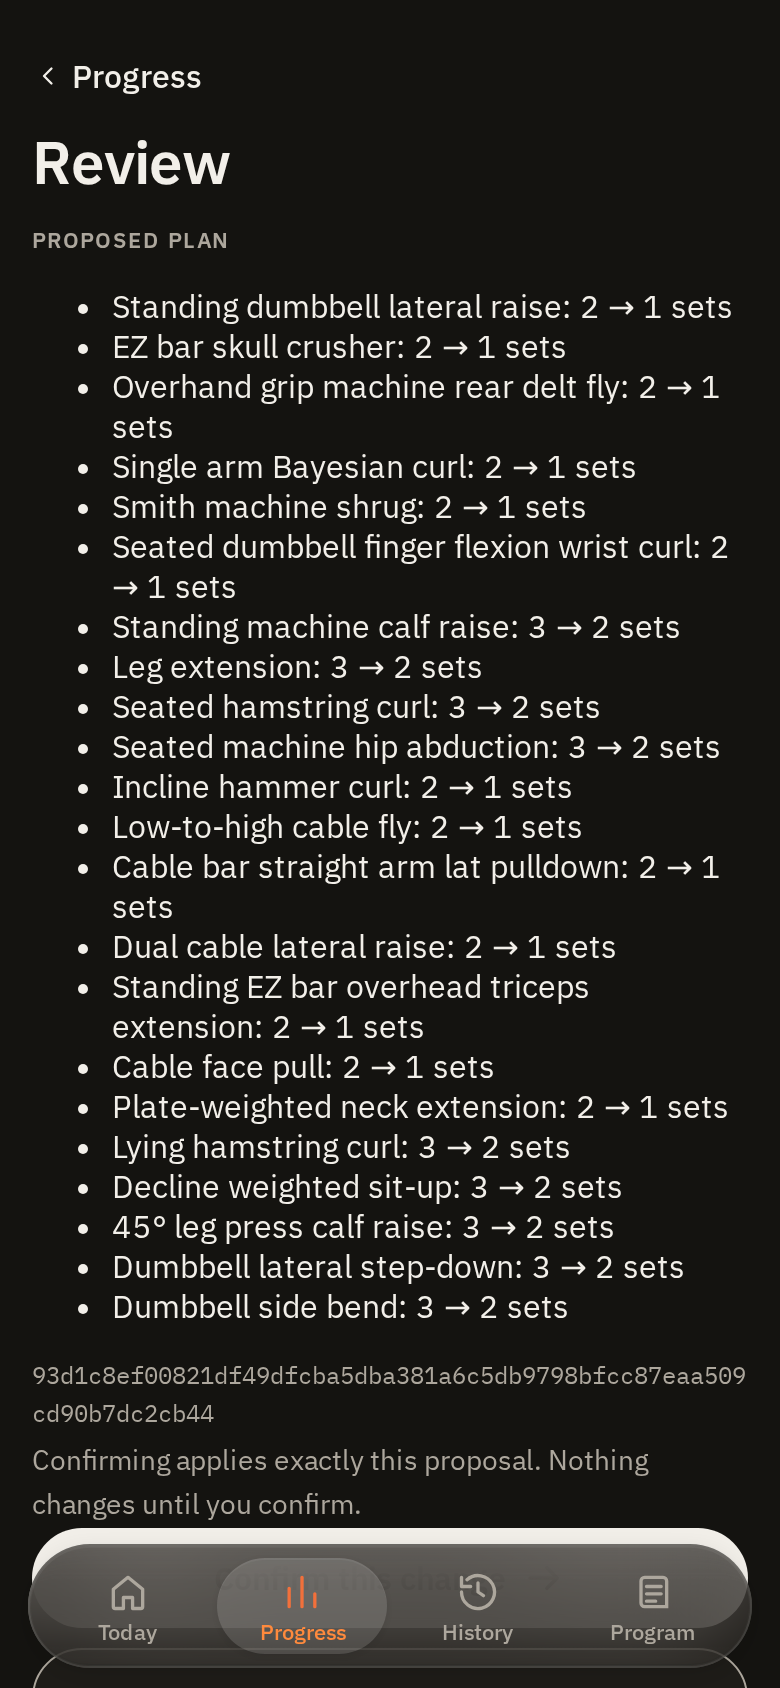 Progress
Review
PROPOSED PLAN
• Standing dumbbell lateral raise: 2 → 1 sets
• EZ bar skull crusher: 2 → 1 sets
• Overhand grip machine rear delt fly: 2 → 1
sets
• Single arm Bayesian curl: 2 → 1 sets
• Smith machine shrug: 2 → 1 sets
• Seated dumbbell finger flexion wrist curl: 2
→ 1 sets
• Standing machine calf raise: 3 → 2 sets
• Leg extension: 3 → 2 sets
• Seated hamstring curl: 3 → 2 sets
• Seated machine hip abduction: 3 → 2 sets
• Incline hammer curl: 2 → 1 sets
• Low-to-high cable fly: 2 → 1 sets
• Cable bar straight arm lat pulldown: 2 → 1
sets
• Dual cable lateral raise: 2 → 1 sets
• Standing EZ bar overhead triceps
extension: 2 → 1 sets
• Cable face pull: 2 → 1 sets
• Plate-weighted neck extension: 2 → 1 sets
• Lying hamstring curl: 3 → 2 sets
• Decline weighted sit-up: 3 → 2 sets
• 45° leg press calf raise: 3 → 2 sets
• Dumbbell lateral step-down: 3 → 2 sets
• Dumbbell side bend: 3 → 2 sets
93d1c8ef00821df49dfcba5dba381a6c5db9798bfcc87eaa509
cd90b7dc2cb44
Confirming applies exactly this proposal. Nothing
changes until you confirm.
Confirm this change →
Today
Progress
History
Program